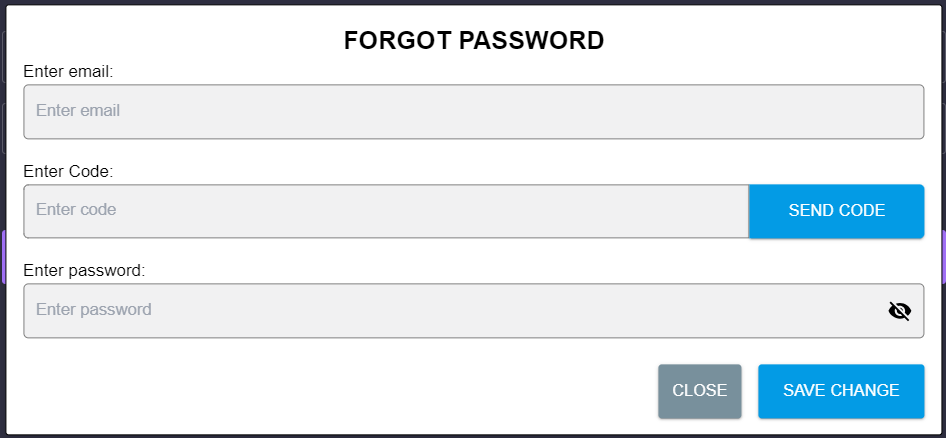 FORGOT PASSWORD
Enter email:
Enter email
Enter Code:
Enter code
SEND CODE
Enter password:
Enter password
CLOSE
SAVE CHANGE